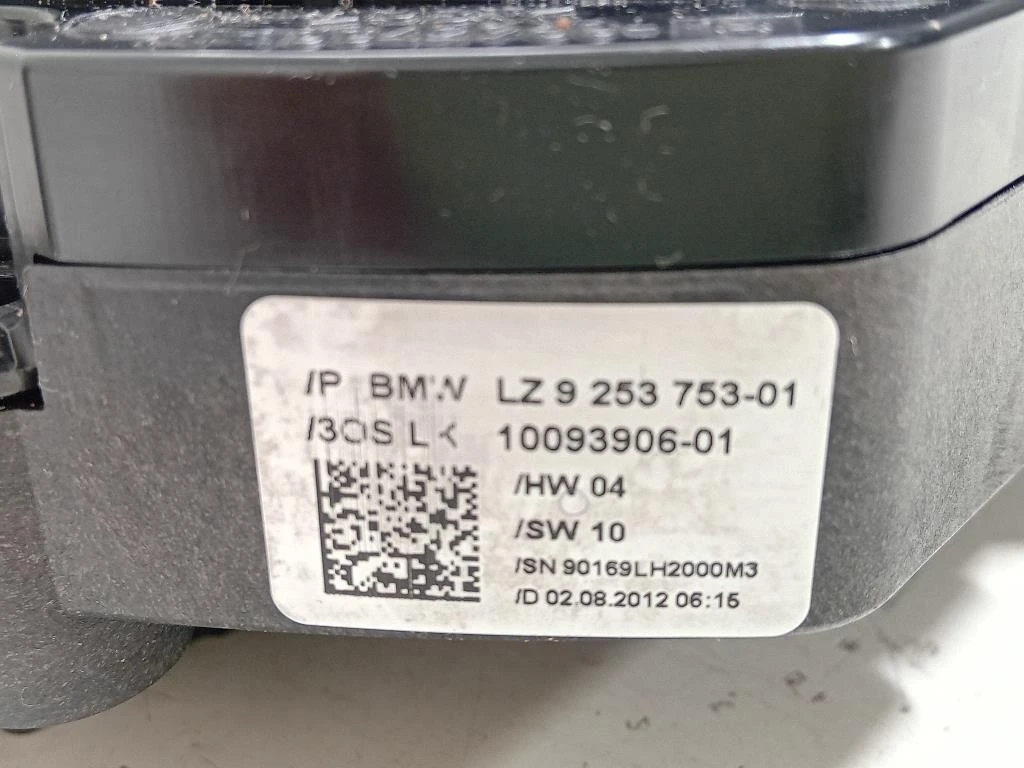 /P BMW LZ 9 253 753-01
/3OS LK 10093906-01
/HW 04
/SW 10
/SN 90169LH2000M3
/D 02.08.2012 06:15